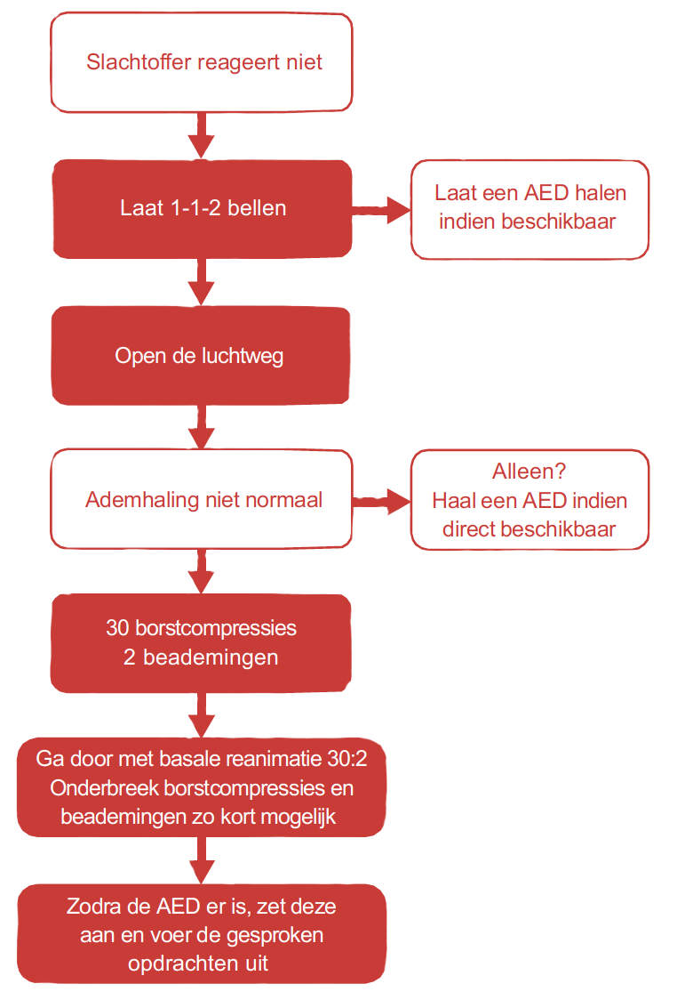 Slachtoffer reageert niet
Laat 1-1-2 bellen
Laat een AED halen
indien beschikbaar
Open de luchtweg
Ademhaling niet normaal
Alleen?
Haal een AED indien
direct beschikbaar
30 borstcompressies
2 beademingen
Ga door met basale reanimatie 30:2
Onderbreek borstcompressies en
beademingen zo kort mogelijk
Zodra de AED er is, zet deze
aan en voer de gesproken
opdrachten uit